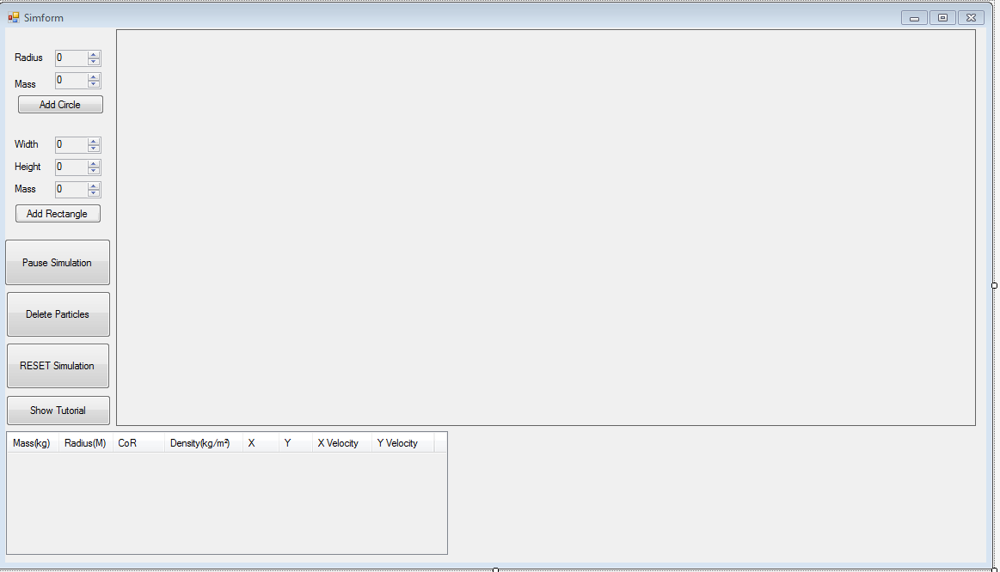 Simform
Radius 0
Mass 0
Add Circle
Width 0
Height 0
Mass 0
Add Rectangle
Pause Simulation
Delete Particles
RESET Simulation
Show Tutorial
Mass(kg) Radius(M) CoR Density(kg/m²) X Y X Velocity Y Velocity